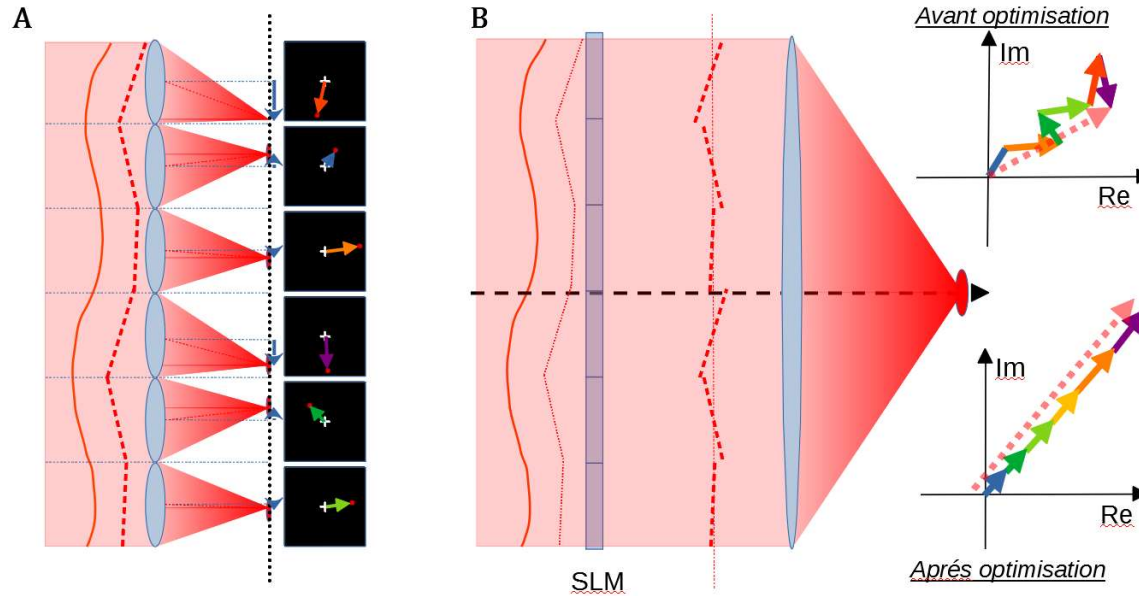 A
B
Avant optimisation
Im
Re
Im
Re
SLM
Aprés optimisation